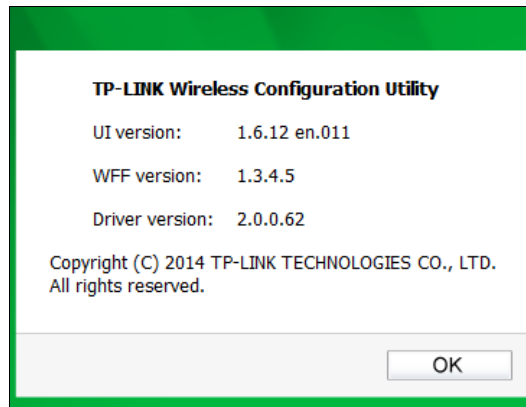 TP-LINK Wireless Configuration Utility
UI version: 1.6.12 en.011
WFF version: 1.3.4.5
Driver version: 2.0.0.62
Copyright (C) 2014 TP-LINK TECHNOLOGIES CO., LTD.
All rights reserved.
OK